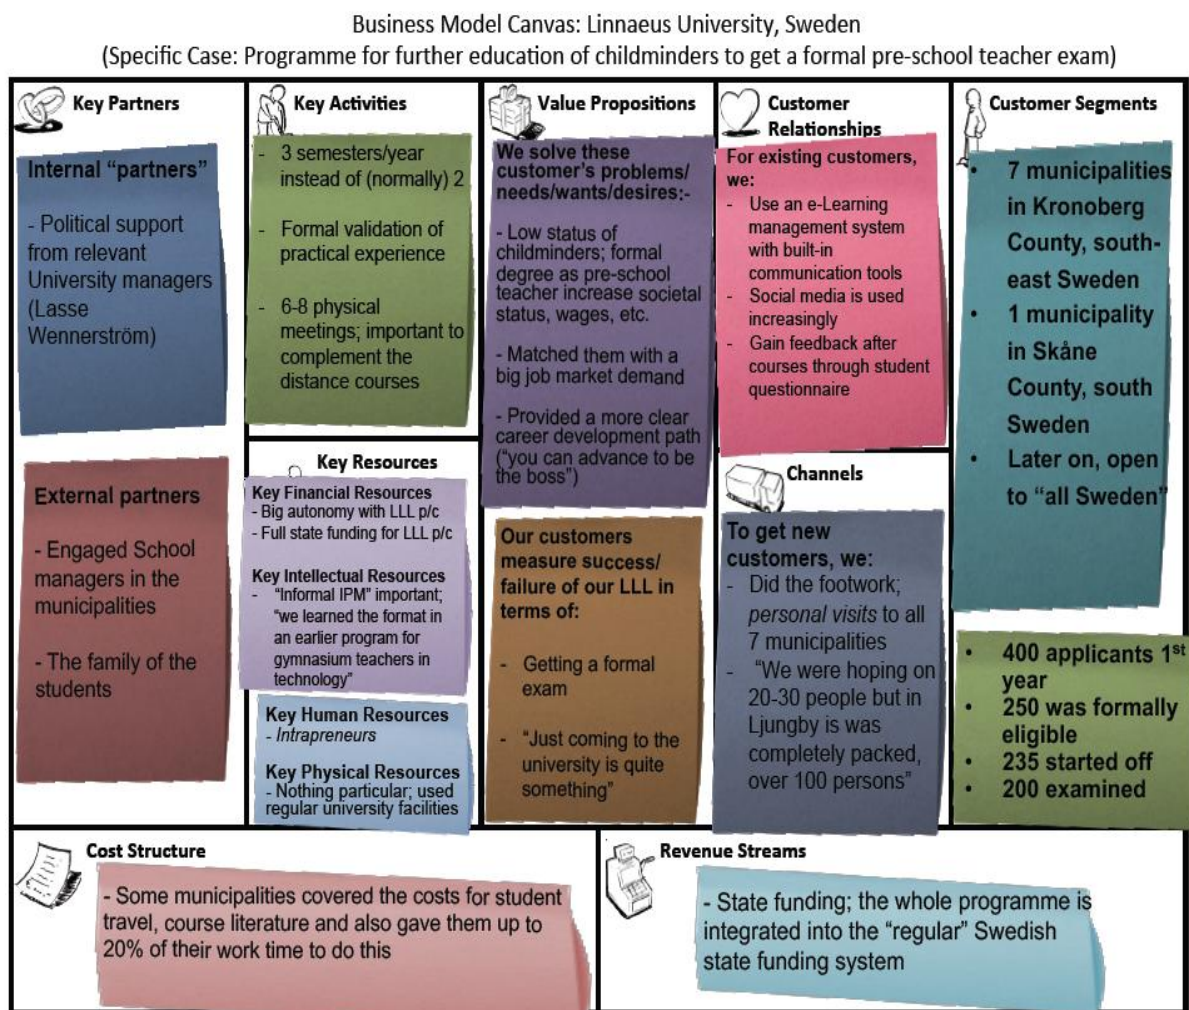 Business Model Canvas: Linnaeus University, Sweden
(Specific Case: Programme for further education of childminders to get a formal pre-school teacher exam)
Key Partners
Internal “partners”
- Political support
from relevant
University managers
(Lasse
Wennerström)
External partners
- Engaged School
managers in the
municipalities
- The family of the
students
Key Activities
- 3 semesters/year
instead of (normally) 2
- Formal validation of
practical experience
- 6-8 physical
meetings; important to
complement the
distance courses
Key Resources
Key Financial Resources
- Big autonomy with LLL p/c
- Full state funding for LLL p/c
Key Intellectual Resources
- “Informal IPM” important;
“we learned the format in
an earlier program for
gymnasium teachers in
technology”
Key Human Resources
- Intrapreneurs
Key Physical Resources
- Nothing particular; used
regular university facilities
Value Propositions
We solve these
customer’s problems/
needs/wants/desires:-
- Low status of
childminders; formal
degree as pre-school
teacher increase societal
status, wages, etc.
- Matched them with a
big job market demand
- Provided a more clear
career development path
(“you can advance to be
the boss”)
Our customers
measure success/
failure of our LLL in
terms of:
- Getting a formal
exam
- “Just coming to the
university is quite
something”
Customer
Relationships
For existing customers,
we:
- Use an e-Learning
management system
with built-in
communication tools
- Social media is used
increasingly
- Gain feedback after
courses through student
questionnaire
Channels
To get new
customers, we:
- Did the footwork;
personal visits to all
7 municipalities
- “We were hoping on
20-30 people but in
Ljungby is was
completely packed,
over 100 persons”
Customer Segments
• 7 municipalities
in Kronoberg
County, south-
east Sweden
• 1 municipality
in Skåne
County, south
Sweden
• Later on, open
to “all Sweden”
• 400 applicants 1st
year
• 250 was formally
eligible
• 235 started off
• 200 examined
Cost Structure
- Some municipalities covered the costs for student
travel, course literature and also gave them up to
20% of their work time to do this
Revenue Streams
- State funding; the whole programme is
integrated into the “regular” Swedish
state funding system